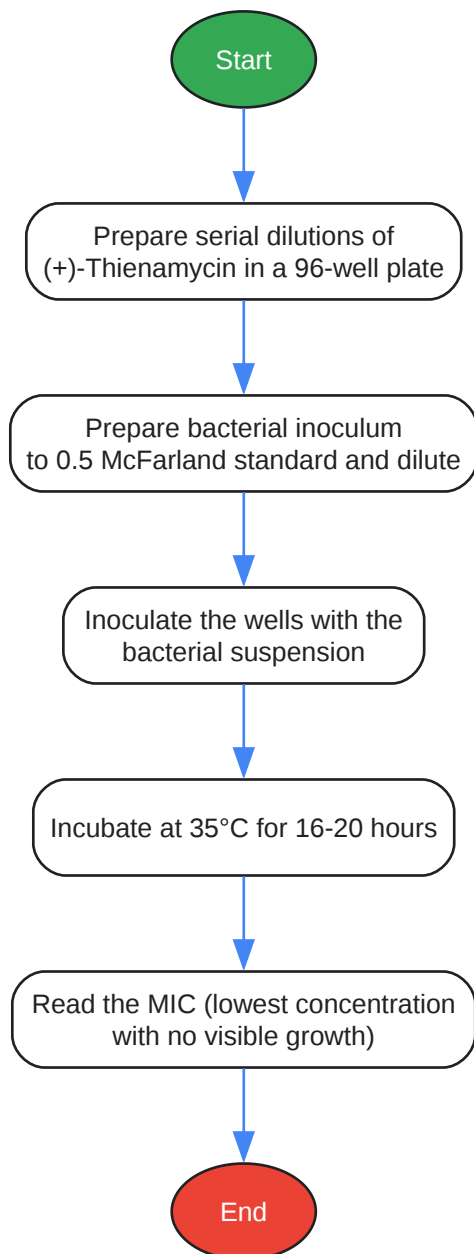 Start
Prepare serial dilutions of
(+)-Thienamycin in a 96-well plate
Prepare bacterial inoculum
to 0.5 McFarland standard and dilute
Inoculate the wells with the
bacterial suspension
Incubate at 35°C for 16-20 hours
Read the MIC (lowest concentration
with no visible growth)
End